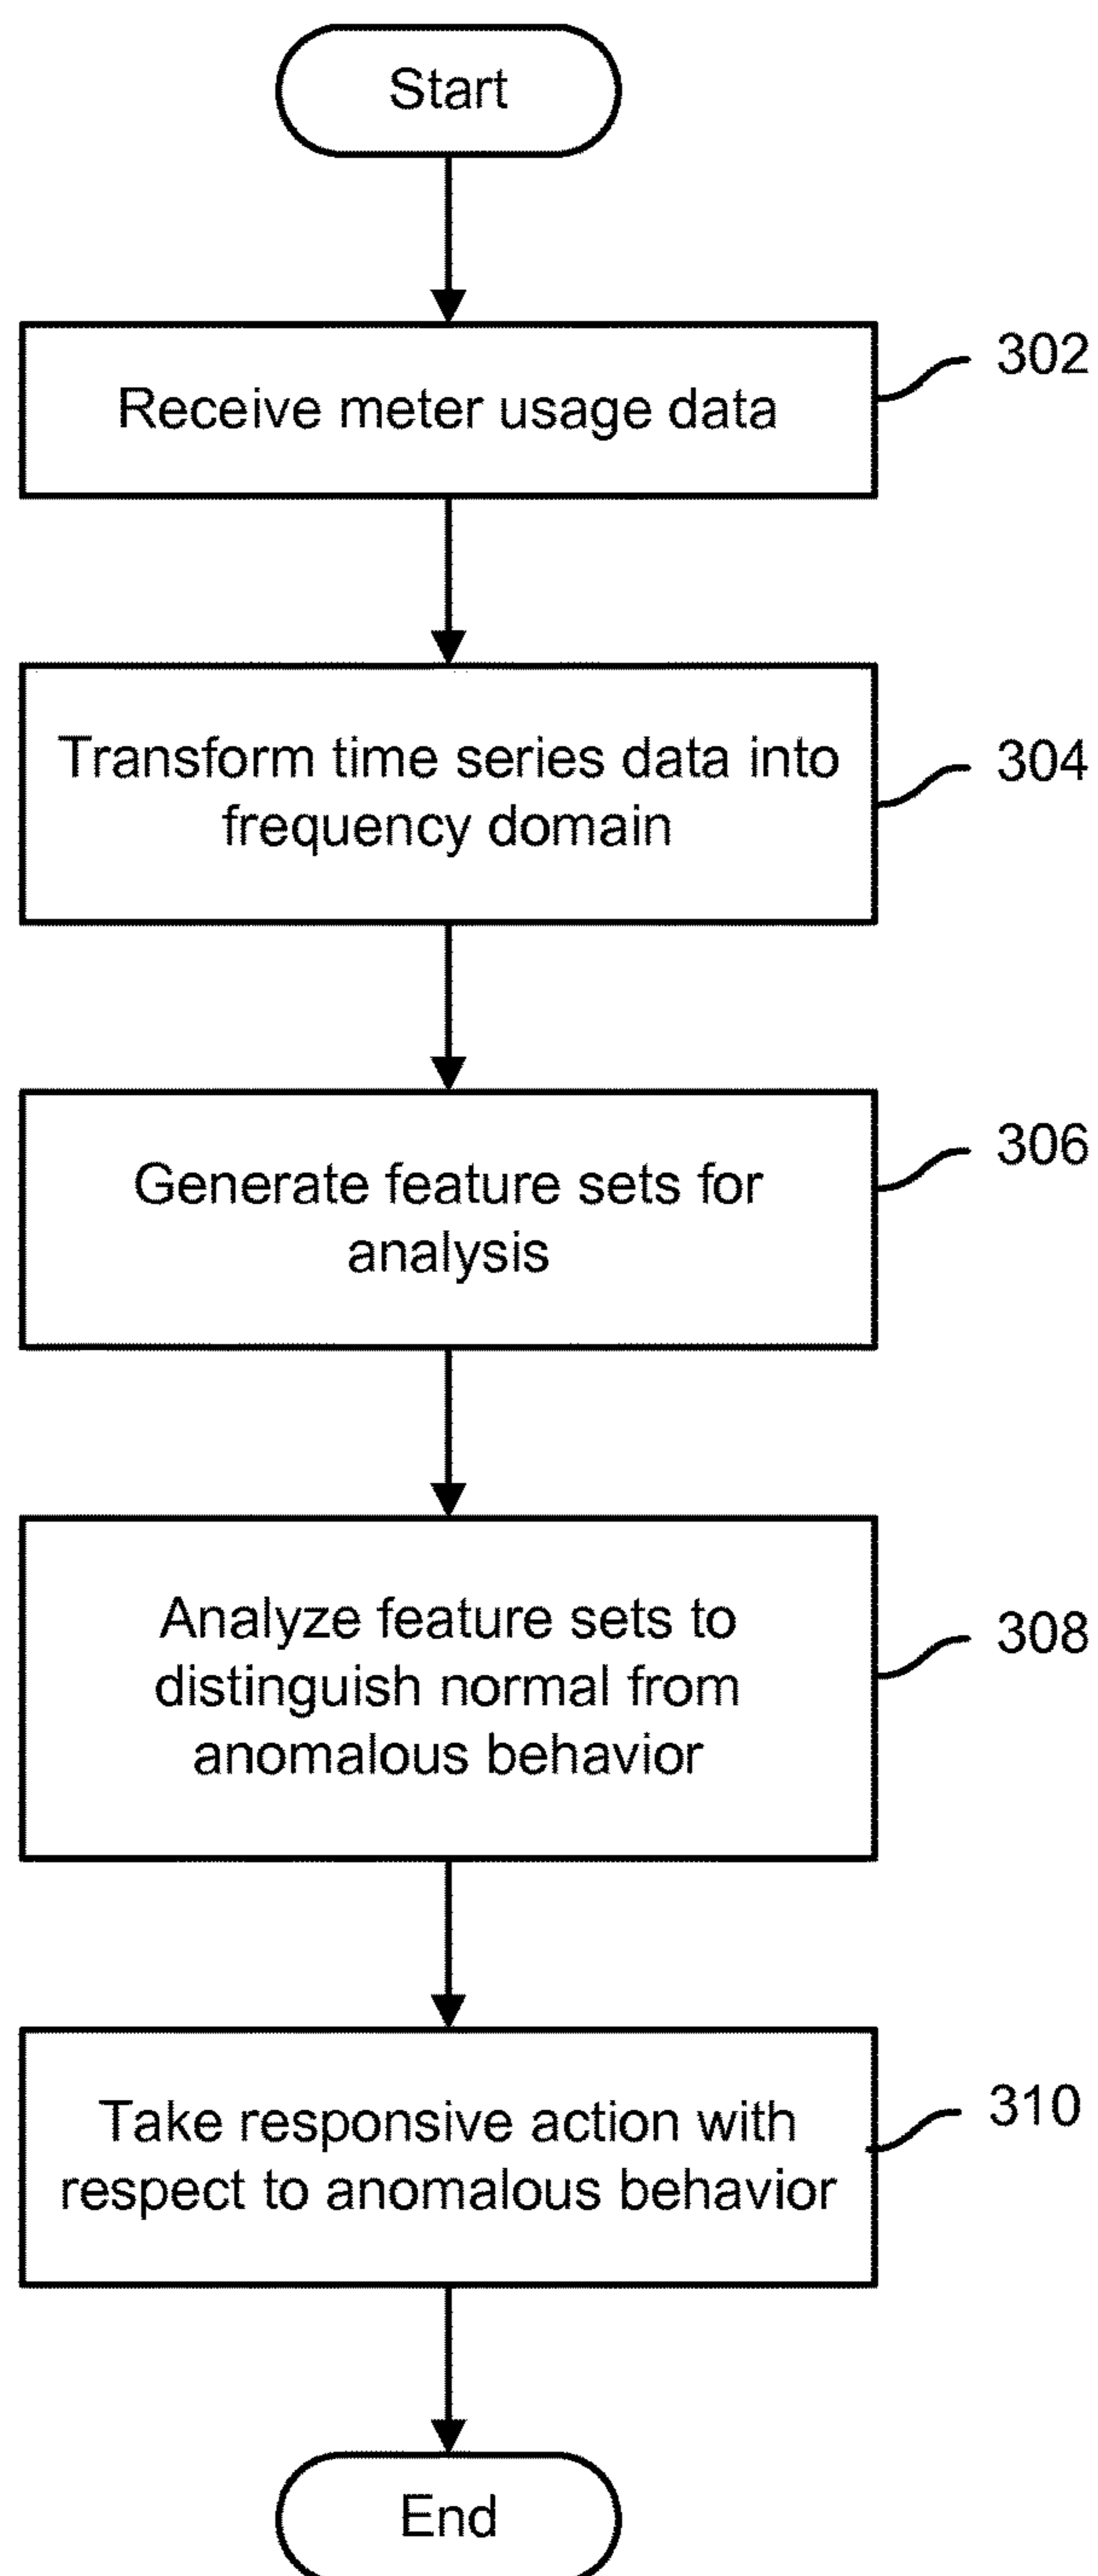 Start
Receive meter usage data
302
Transform time series data into
frequency domain
304
Generate feature sets for
analysis
306
Analyze feature sets to
distinguish normal from
anomalous behavior
308
Take responsive action with
respect to anomalous behavior
310
End